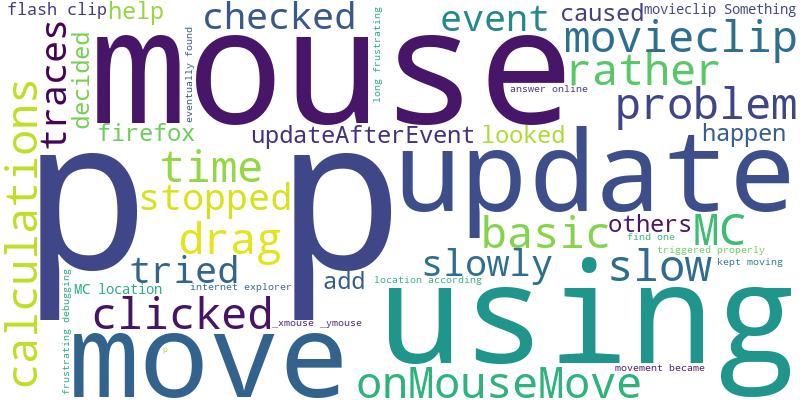 flash clip
help
checked
event
caused
movieclip Something
mouse
movieclip
traces
decided
eventually found
long frustrating
rather
answer online
problem
calculations
firefox
updateAfterEvent
looked
happen
p p
update
time
stopped
drag
basic
others
MC
find one
triggered properly
tried
add
slowly
slow
kept moving
MC location
internet explorer
location according
frustrating debugging
clicked
_xmouse _ymouse
using
move
p
onMouseMove
movement became